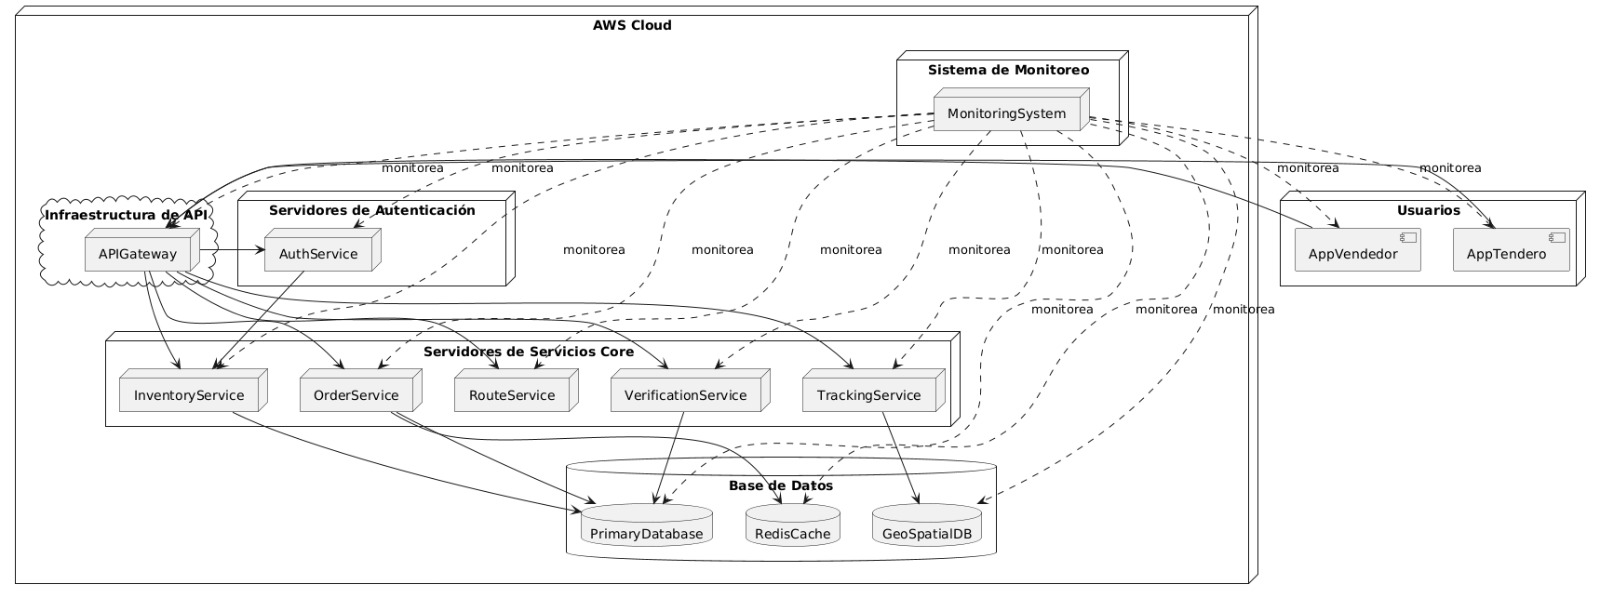 AWS Cloud
Sistema de Monitoreo
MonitoringSystem
monitorea
monitorea
monitorea
monitorea
Infraestructura de API
Servidores de Autenticación
Usuarios
APIGateway
AuthService
monitorea
monitorea
monitorea
monitorea
monitorea
AppVendedor
AppTendero
monitorea
monitorea
monitorea
Servidores de Servicios Core
InventoryService
OrderService
RouteService
VerificationService
TrackingService
Base de Datos
PrimaryDatabase
RedisCache
GeoSpatialDB